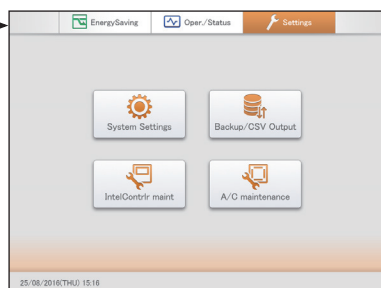 EnergySaving Oper./Status Settings
System Settings Backup/CSV Output
IntelContrlr maint A/C maintenance
25/08/2016(THU) 15:16